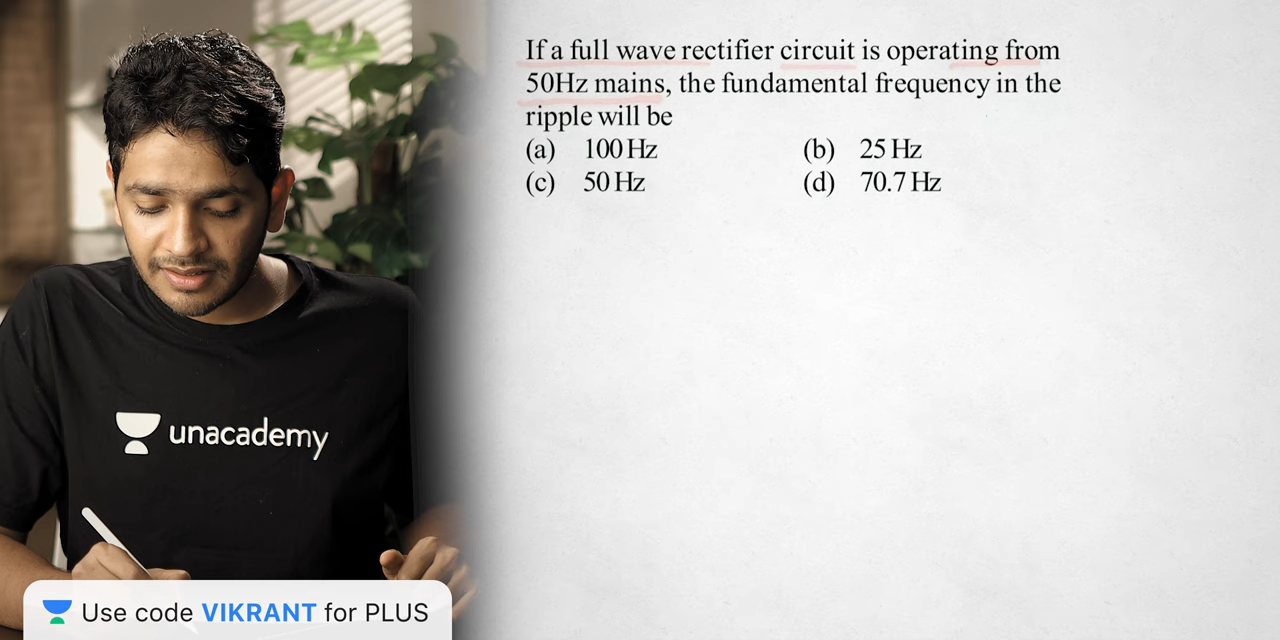 If a full wave rectifier circuit is operating from
50Hz mains, the fundamental frequency in the
ripple will be
(a) 100 Hz (b) 25 Hz
(c) 50 Hz (d) 70.7 Hz
unacademy
Use code VIKRANT for PLUS